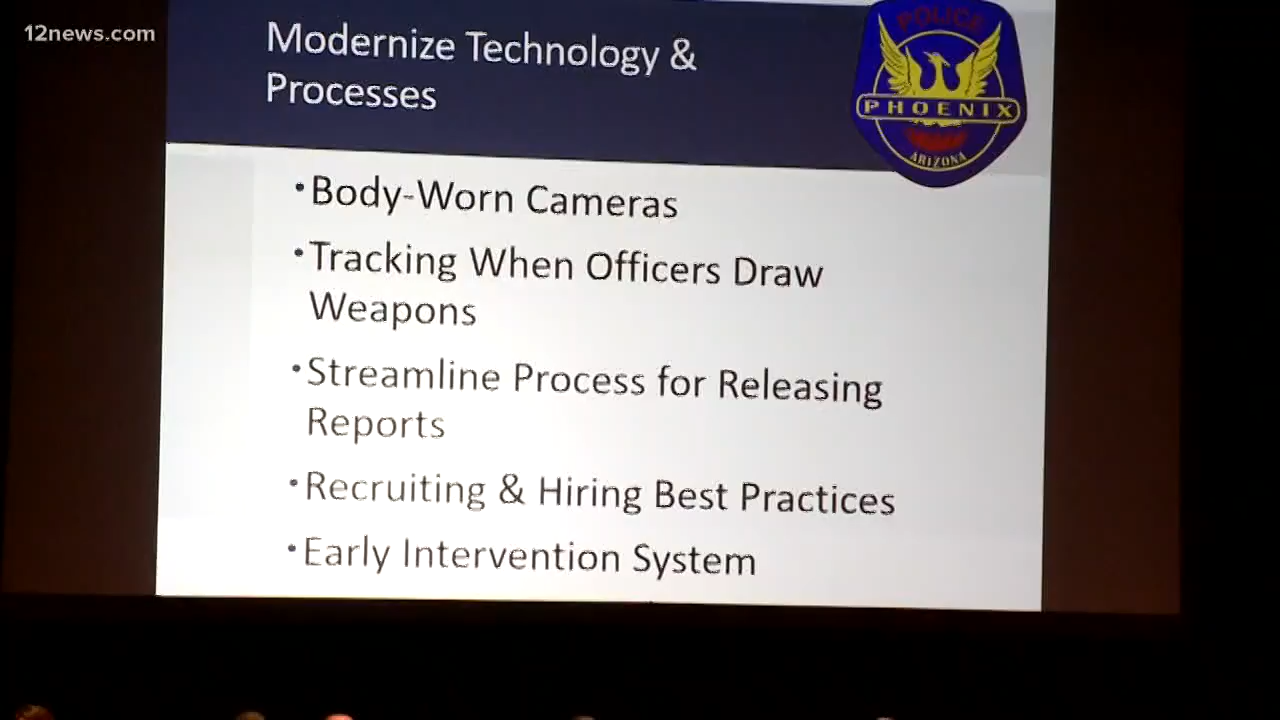 12news.com
Modernize Technology &
Processes
POLICE
PHOENIX
ARIZONA
•Body-Worn Cameras
•Tracking When Officers Draw
Weapons
•Streamline Process for Releasing
Reports
•Recruiting & Hiring Best Practices
•Early Intervention System